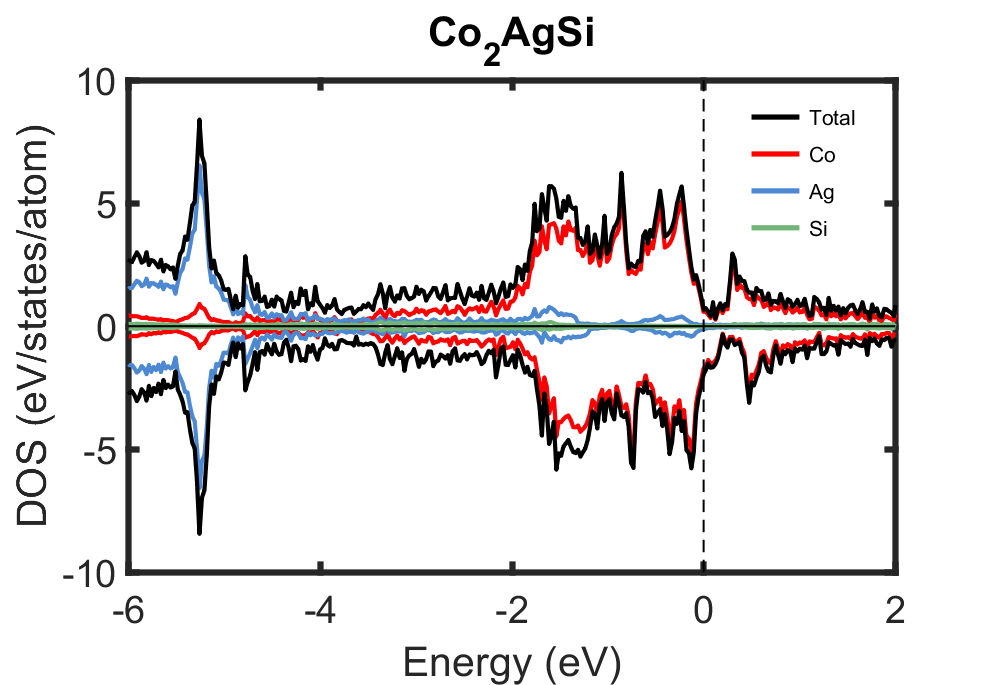 Co2AgSi
10
5
0
-5
-10
DOS (eV/states/atom)
Total
Co
Ag
Si
-6 -4 -2 0 2
Energy (eV)